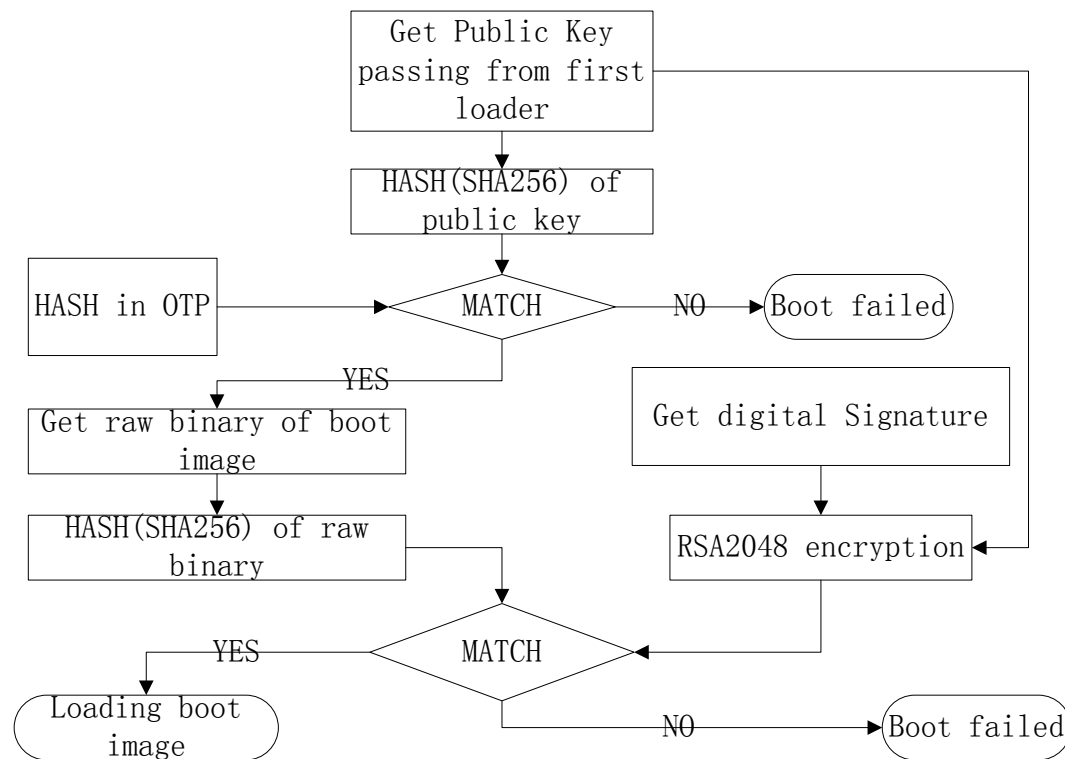 Get Public Key
passing from first
loader
HASH(SHA256) of
public key
HASH in OTP
MATCH
NO
Boot failed
YES
Get raw binary of boot
image
Get digital Signature
HASH(SHA256) of raw
binary
RSA2048 encryption
YES
MATCH
Loading boot
image
NO
Boot failed